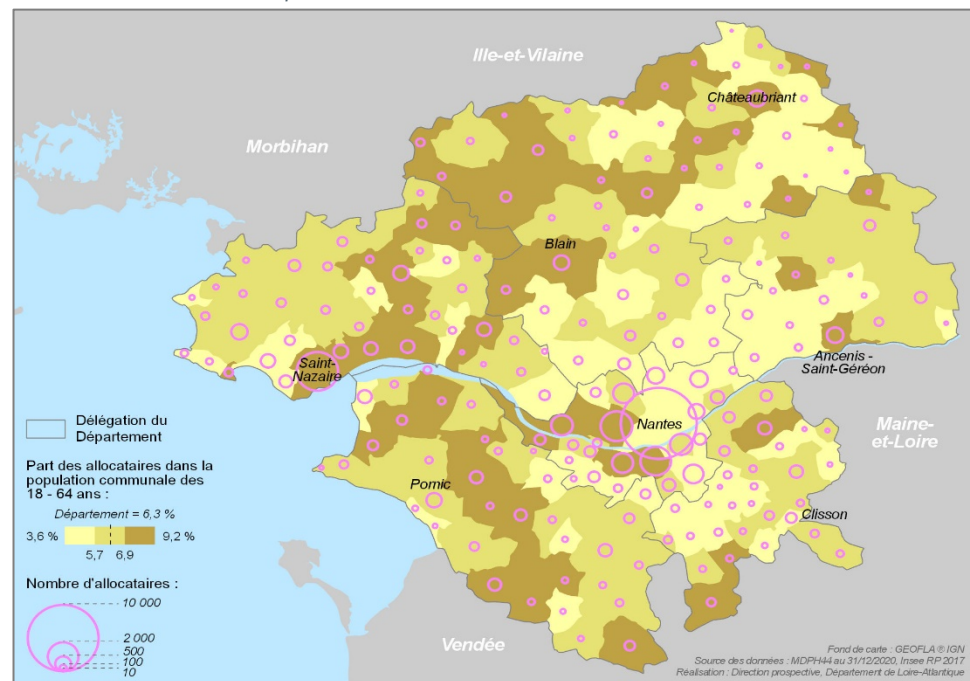 Ille-et-Vilaine
Châteaubriant
Morbihan
Blain
Saint-
Nazaire
Ancenis -
Saint-Géréon
Nantes
Maine-
et-Loire
Pornic
Clisson
Vendée
Délégation du
Département
Part des allocataires dans la
population communale des
18 - 64 ans :
Département = 6,3 %
3,6 % 9,2 %
5,7 6,9
Nombre d'allocataires :
10 000
2 000
500
100
10
Fond de carte : GEOFLA ® IGN
Source des données : MDPH44 au 31/12/2020, Insee RP 2017
Réalisation : Direction prospective, Département de Loire-Atlantique